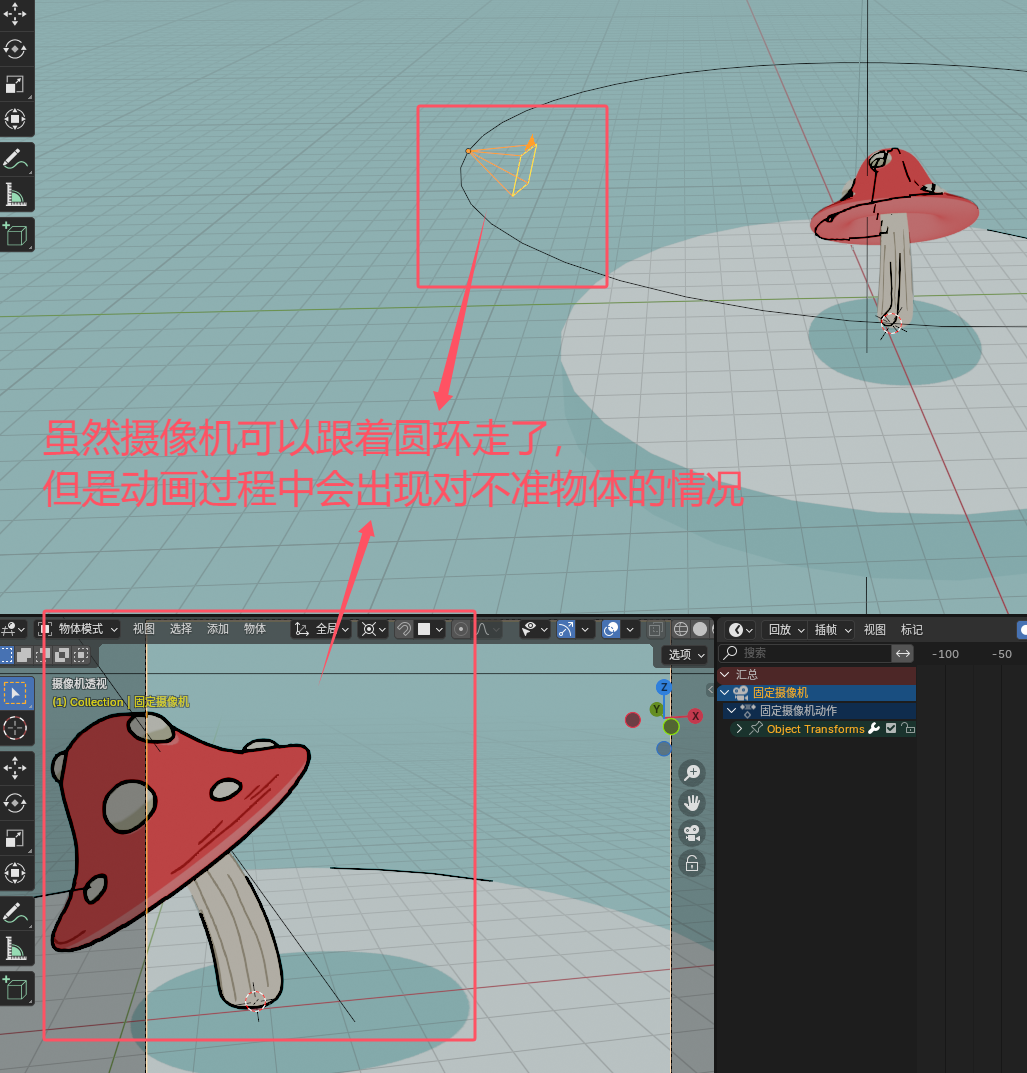 虽然摄像机可以跟着圆环走了，
但是动画过程中会出现对不准物体的情况
物体模式 视图 选择 添加 物体 全局
选项
摄像机透视
(1) Collection | 固定摄像机
Z
Y
X
回放 插帧 视图 标记
搜索
-100 -50
汇总
固定摄像机
固定摄像机动作
Object Transforms